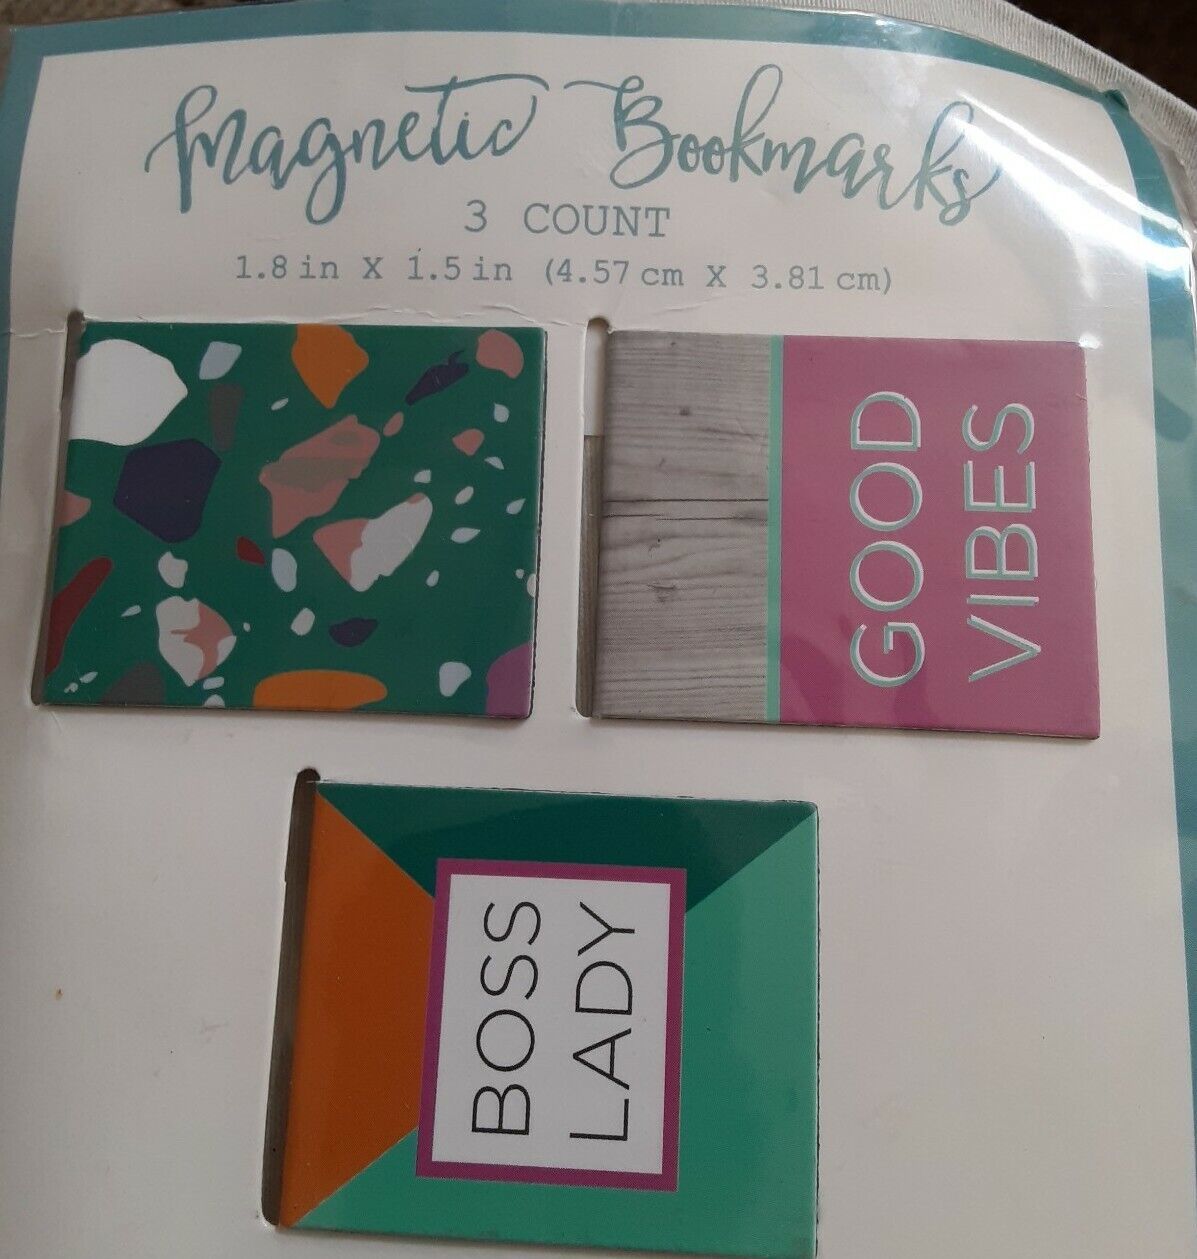 Magnetic Bookmarks
3 COUNT
1.8 in X 1.5 in (4.57 cm X 3.81 cm)
GOOD
VIBES
BOSS
LADY